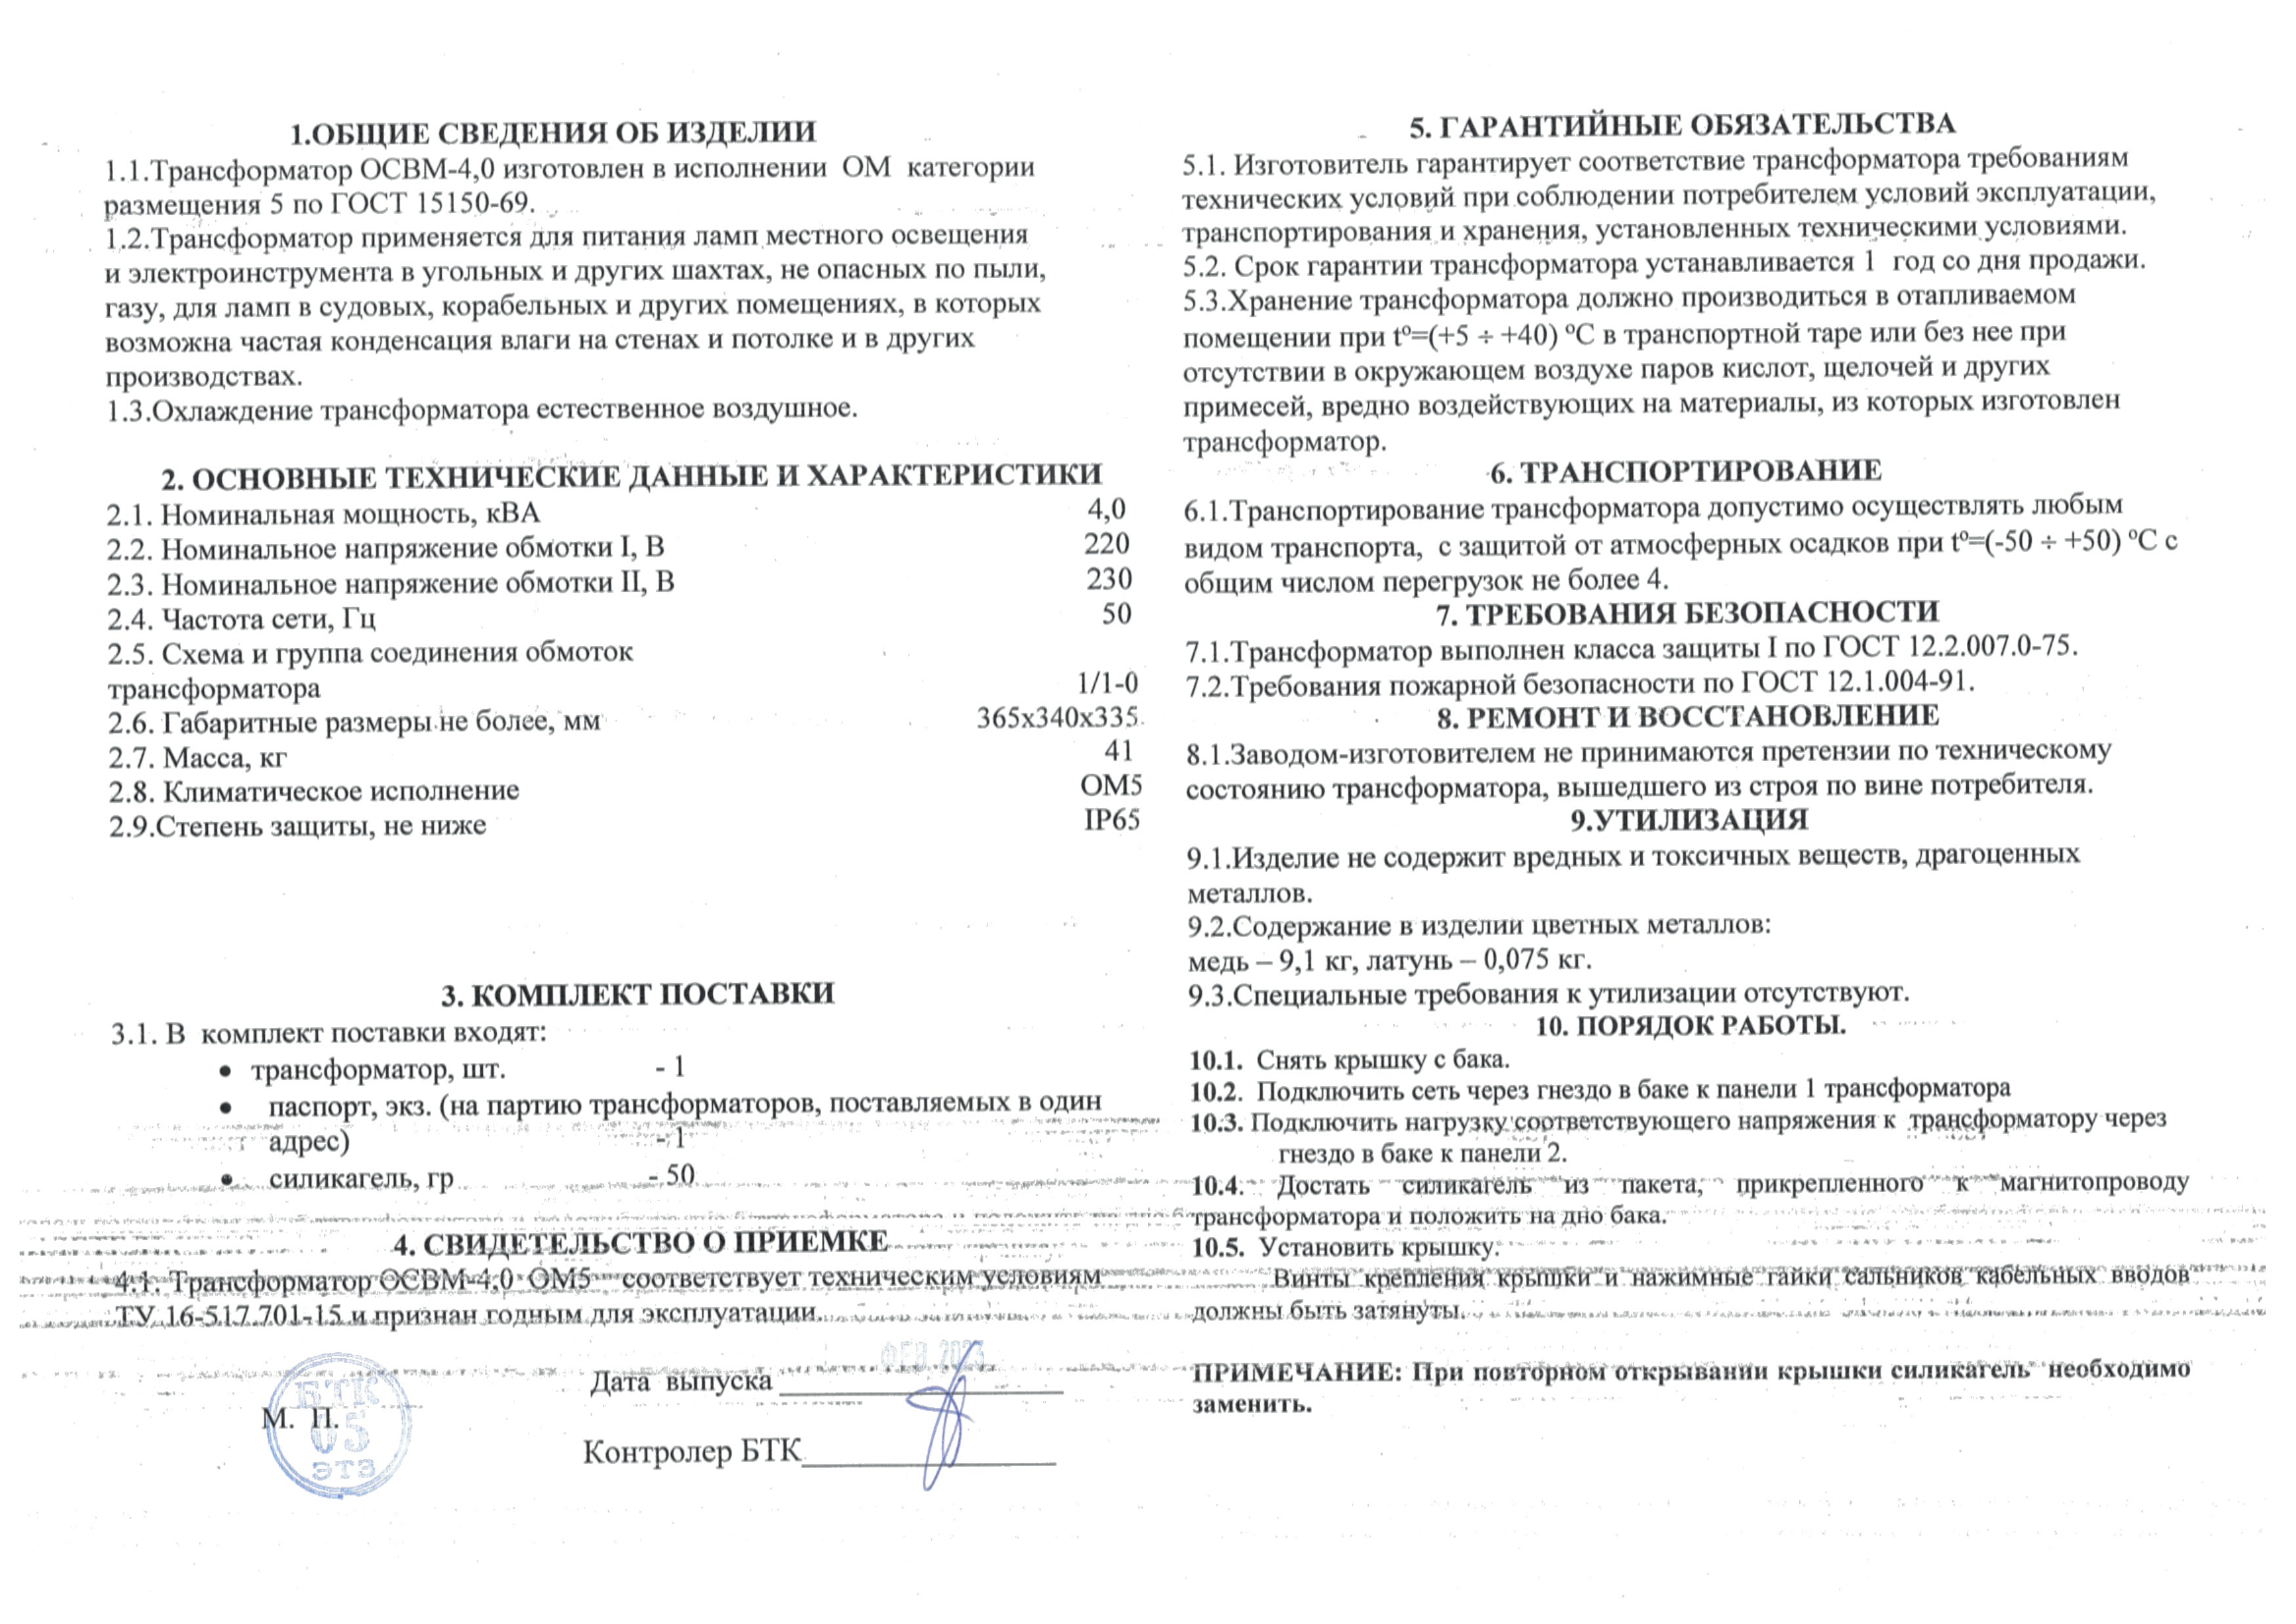 1.ОБЩИЕ СВЕДЕНИЯ ОБ ИЗДЕЛИИ
1.1.Трансформатор ОСВМ-4,0 изготовлен в исполнении ОМ категории
размещения 5 по ГОСТ 15150-69.
1.2.Трансформатор применяется для питания ламп местного освещения
и электроинструмента в угольных и других шахтах, не опасных по пыли,
газу, для ламп в судовых, корабельных и других помещениях, в которых
возможна частая конденсация влаги на стенах и потолке и в других
производствах.
1.3.Охлаждение трансформатора естественное воздушное.
2. ОСНОВНЫЕ ТЕХНИЧЕСКИЕ ДАННЫЕ И ХАРАКТЕРИСТИКИ
2.1. Номинальная мощность, кВА 4,0
2.2. Номинальное напряжение обмотки I, В 220
2.3. Номинальное напряжение обмотки II, В 230
2.4. Частота сети, Гц 50
2.5. Схема и группа соединения обмоток
трансформатора 1/1-0
2.6. Габаритные размеры не более, мм 365х340х335
2.7. Масса, кг 41
2.8. Климатическое исполнение ОМ5
2.9.Степень защиты, не ниже IP65
3. КОМПЛЕКТ ПОСТАВКИ
3.1. В комплект поставки входят:
• трансформатор, шт. - 1
• паспорт, экз. (на партию трансформаторов, поставляемых в один
адрес) - 1
• силикагель, гр - 50
4. СВИДЕТЕЛЬСТВО О ПРИЕМКЕ
4.1. Трансформатор ОСВМ-4,0 ОМ5 соответствует техническим условиям
ТУ 16-517.701-15 и признан годным для эксплуатации.
ФЕВ 2023
Дата выпуска
БТК
М. П.
05
ЭТЗ
Контролер БТК
5. ГАРАНТИЙНЫЕ ОБЯЗАТЕЛЬСТВА
5.1. Изготовитель гарантирует соответствие трансформатора требованиям
технических условий при соблюдении потребителем условий эксплуатации,
транспортирования и хранения, установленных техническими условиями.
5.2. Срок гарантии трансформатора устанавливается 1 год со дня продажи.
5.3.Хранение трансформатора должно производиться в отапливаемом
помещении при tº=(+5 ÷ +40) ºС в транспортной таре или без нее при
отсутствии в окружающем воздухе паров кислот, щелочей и других
примесей, вредно воздействующих на материалы, из которых изготовлен
трансформатор.
6. ТРАНСПОРТИРОВАНИЕ
6.1.Транспортирование трансформатора допустимо осуществлять любым
видом транспорта, с защитой от атмосферных осадков при tº=(-50 ÷ +50) ºС с
общим числом перегрузок не более 4.
7. ТРЕБОВАНИЯ БЕЗОПАСНОСТИ
7.1.Трансформатор выполнен класса защиты I по ГОСТ 12.2.007.0-75.
7.2.Требования пожарной безопасности по ГОСТ 12.1.004-91.
8. РЕМОНТ И ВОССТАНОВЛЕНИЕ
8.1.Заводом-изготовителем не принимаются претензии по техническому
состоянию трансформатора, вышедшего из строя по вине потребителя.
9.УТИЛИЗАЦИЯ
9.1.Изделие не содержит вредных и токсичных веществ, драгоценных
металлов.
9.2.Содержание в изделии цветных металлов:
медь – 9,1 кг, латунь – 0,075 кг.
9.3.Специальные требования к утилизации отсутствуют.
10. ПОРЯДОК РАБОТЫ.
10.1. Снять крышку с бака.
10.2. Подключить сеть через гнездо в баке к панели 1 трансформатора
10.3. Подключить нагрузку соответствующего напряжения к трансформатору через
гнездо в баке к панели 2.
10.4. Достать силикагель из пакета, прикрепленного к магнитопроводу
трансформатора и положить на дно бака.
10.5. Установить крышку.
Винты крепления крышки и нажимные гайки сальников кабельных вводов
должны быть затянуты.
ПРИМЕЧАНИЕ: При повторном открывании крышки силикагель необходимо
заменить.